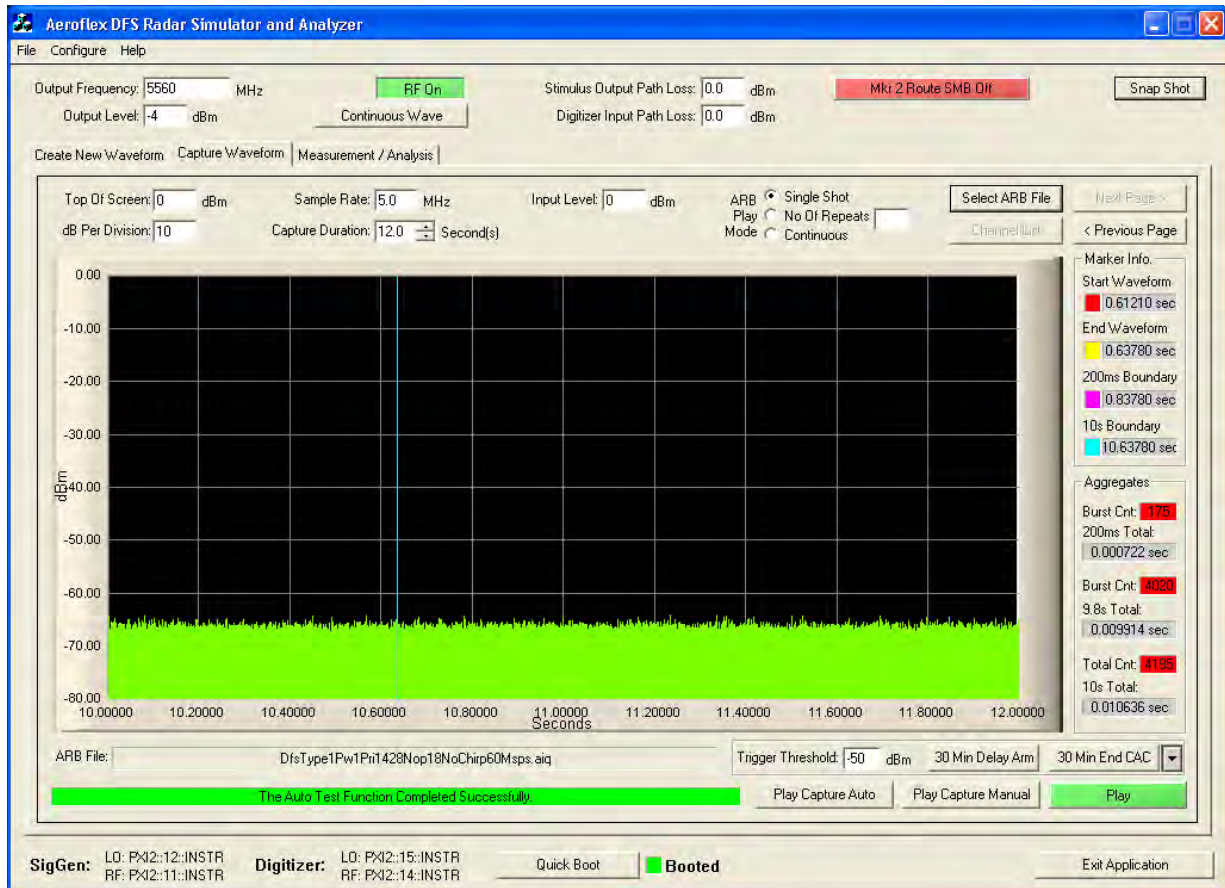 Aeroflex DFS Radar Simulator and Analyzer
File Configure Help
Output Frequency: 5560 MHz RF On Stimulus Output Path Loss: 0.0 dBm Mkr 2 Route SMB Off Snap Shot
Output Level: -4 dBm Continuous Wave Digitizer Input Path Loss: 0.0 dBm
Create New Waveform Capture Waveform Measurement / Analysis
Top Of Screen: 0 dBm Sample Rate: 5.0 MHz Input Level: 0 dBm ARB Play Mode Single Shot Select ARB File Next Page >
dB Per Division: 10 Capture Duration: 12.0 Second(s) No Of Repeats Channel List < Previous Page
Continuous
Marker Info.
Start Waveform
0.61210 sec
End Waveform
0.63780 sec
200ms Boundary
0.83780 sec
10s Boundary
10.63780 sec
Aggregates
Burst Cnt: 175
200ms Total:
0.000722 sec
Burst Cnt: 4020
9.8s Total:
0.009914 sec
Total Cnt: 4195
10s Total:
0.010636 sec
0.00
-10.00
-20.00
-30.00
-40.00
-50.00
-60.00
-70.00
-80.00
dBm
10.00000 10.20000 10.40000 10.60000 10.80000 11.00000 11.20000 11.40000 11.60000 11.80000 12.00000
Seconds
ARB File: DfsType1Pw1Pri1428Nop18NoChirp60Msps.aiq Trigger Threshold: -50 dBm 30 Min Delay Arm 30 Min End CAC
The Auto Test Function Completed Successfully. Play Capture Auto Play Capture Manual Play
SigGen: LO: PXI2::12::INSTR Digitizer: LO: PXI2::15::INSTR Quick Boot Booted Exit Application
RF: PXI2::11::INSTR RF: PXI2::14::INSTR